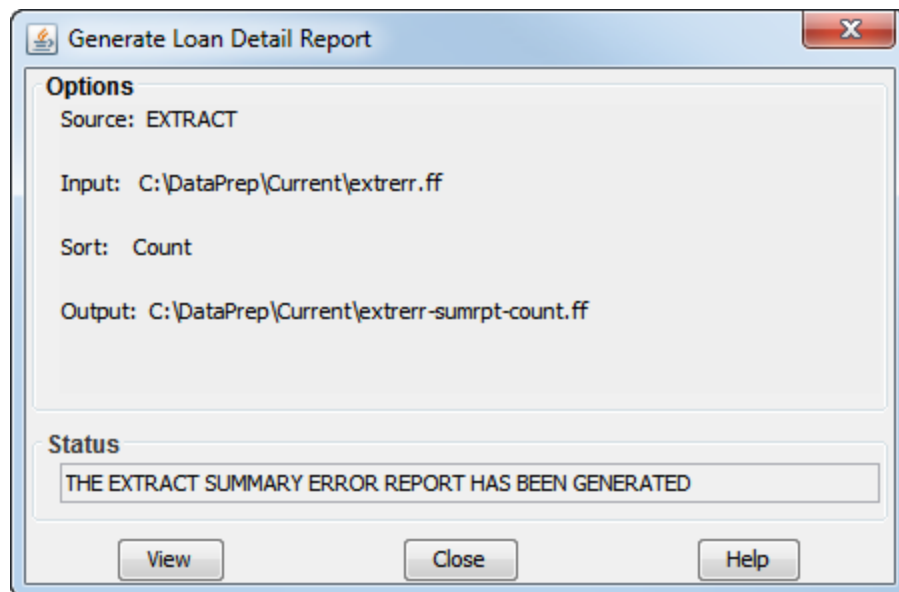 Generate Loan Detail Report
Options
Source: EXTRACT
Input: C:\DataPrep\Current\extrerr.ff
Sort: Count
Output: C:\DataPrep\Current\extrerr-sumrpt-count.ff
Status
THE EXTRACT SUMMARY ERROR REPORT HAS BEEN GENERATED
View Close Help